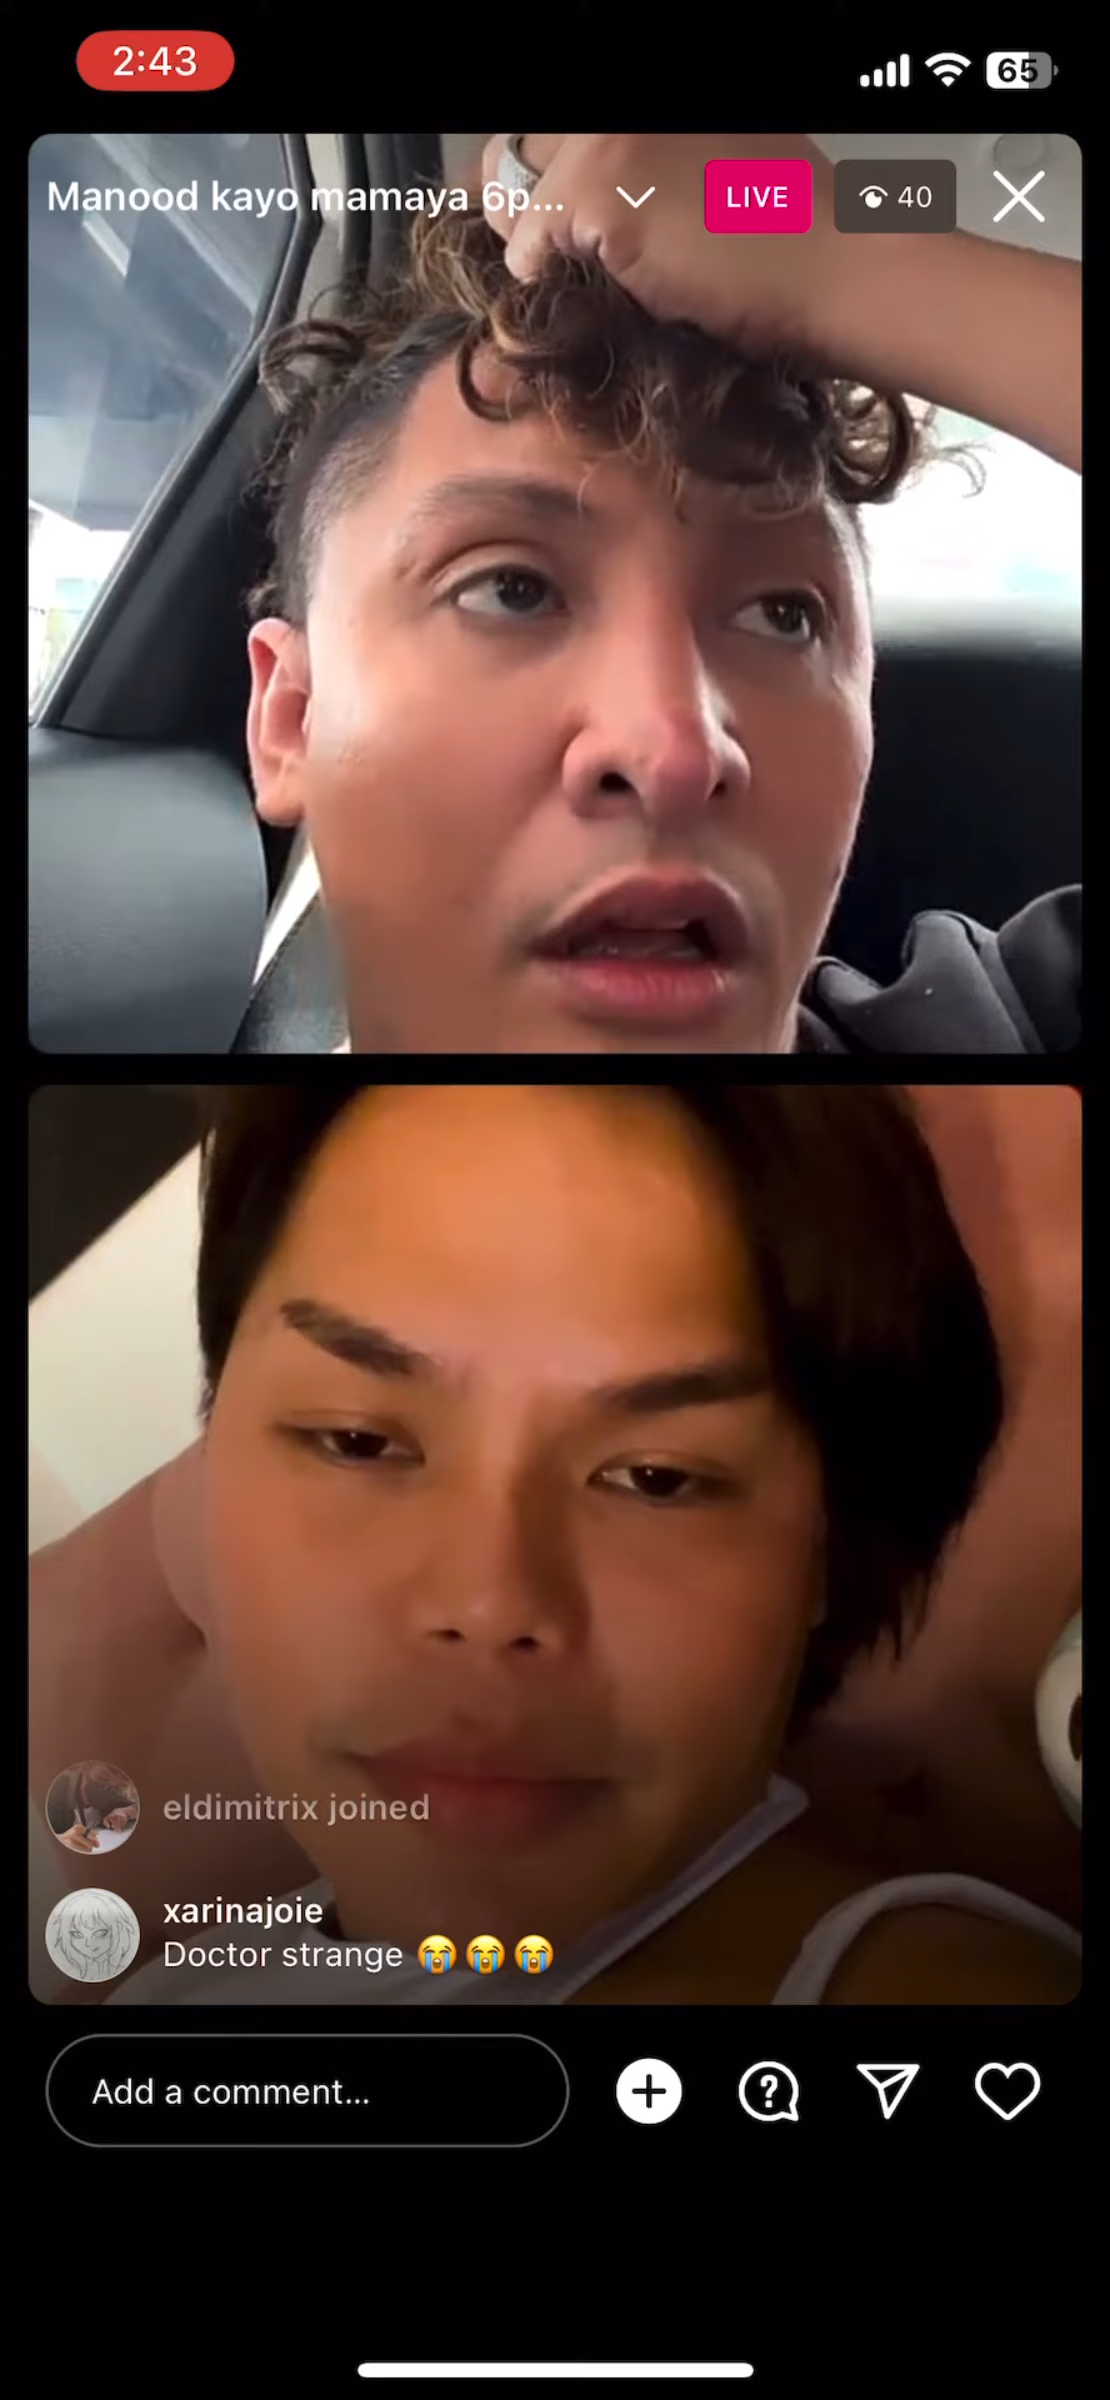 2:43
65
Manood kayo mamaya 6p...
LIVE
40
eldimitrix joined
xarinajoie
Doctor strange 😭😭😭
Add a comment...